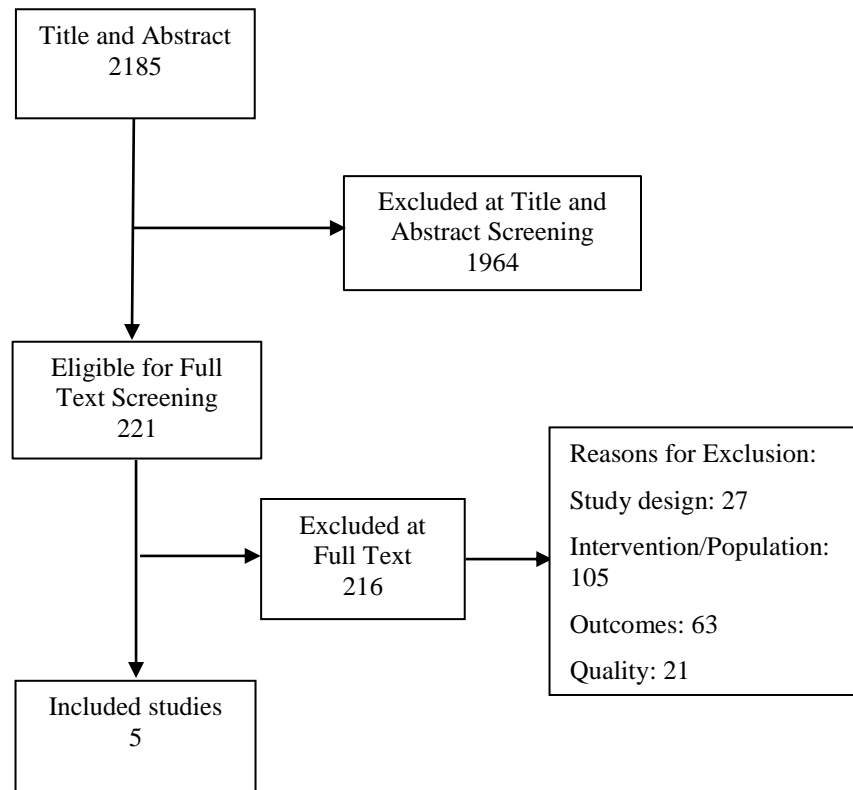 Title and Abstract
2185
Excluded at Title and
Abstract Screening
1964
Eligible for Full
Text Screening
221
Excluded at
Full Text
216
Reasons for Exclusion:
Study design: 27
Intervention/Population:
105
Outcomes: 63
Quality: 21
Included studies
5